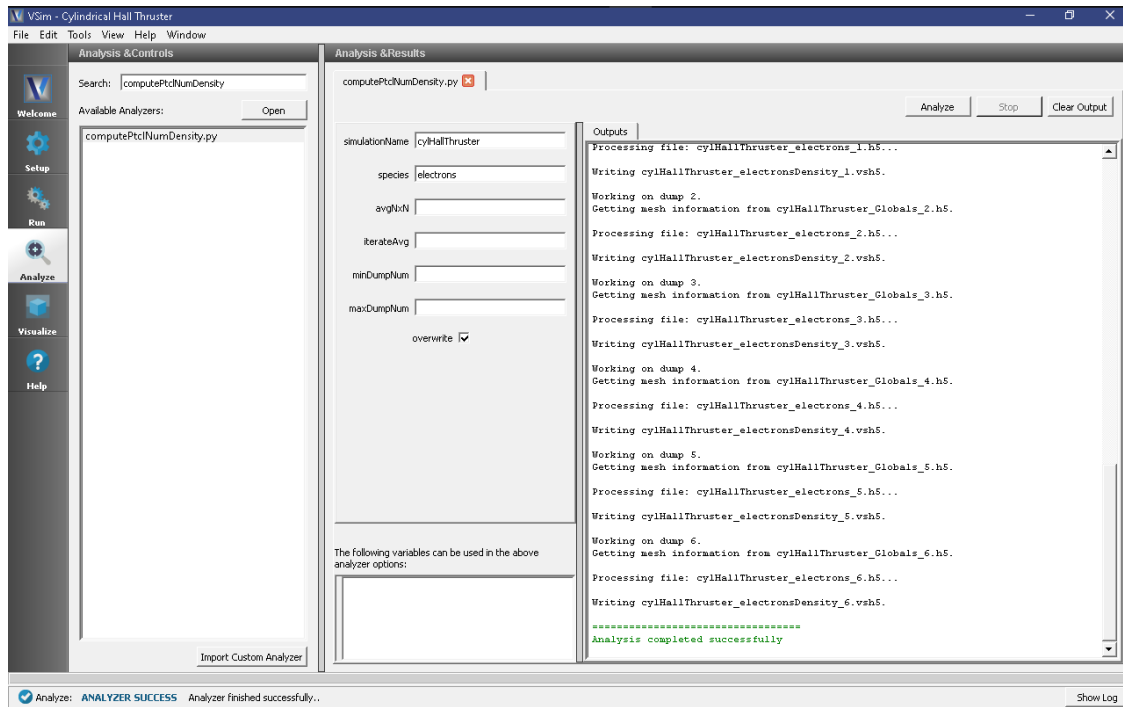 VSim - Cylindrical Hall Thruster
File Edit Tools View Help Window
Analysis &Controls
Analysis &Results
Welcome
Setup
Run
Analyze
Visualize
Help
Search: computePtclNumDensity
Available Analyzers:
Open
computePtclNumDensity.py
Import Custom Analyzer
computePtclNumDensity.py
Analyze
Stop
Clear Output
simulationName cylHallThruster
species electrons
avgNxN
iterateAvg
minDumpNum
maxDumpNum
overwrite
The following variables can be used in the above
analyzer options:
Outputs
Processing file: cylHallThruster_electrons_1.h5...
Writing cylHallThruster_electronsDensity_1.vsh5.
Working on dump 2.
Getting mesh information from cylHallThruster_Globals_2.h5.
Processing file: cylHallThruster_electrons_2.h5...
Writing cylHallThruster_electronsDensity_2.vsh5.
Working on dump 3.
Getting mesh information from cylHallThruster_Globals_3.h5.
Processing file: cylHallThruster_electrons_3.h5...
Writing cylHallThruster_electronsDensity_3.vsh5.
Working on dump 4.
Getting mesh information from cylHallThruster_Globals_4.h5.
Processing file: cylHallThruster_electrons_4.h5...
Writing cylHallThruster_electronsDensity_4.vsh5.
Working on dump 5.
Getting mesh information from cylHallThruster_Globals_5.h5.
Processing file: cylHallThruster_electrons_5.h5...
Writing cylHallThruster_electronsDensity_5.vsh5.
Working on dump 6.
Getting mesh information from cylHallThruster_Globals_6.h5.
Processing file: cylHallThruster_electrons_6.h5...
Writing cylHallThruster_electronsDensity_6.vsh5.
==================================
Analysis completed successfully
Analyze: ANALYZER SUCCESS Analyzer finished successfully..
Show Log